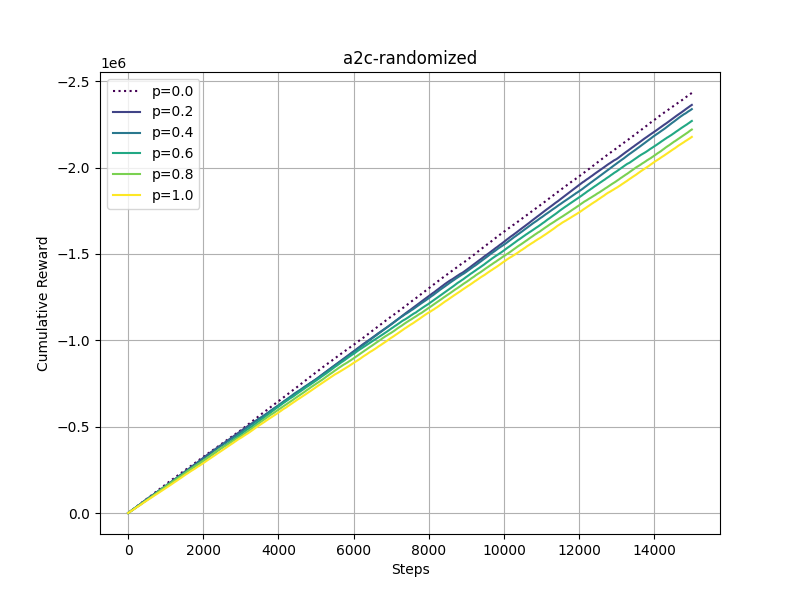 a2c-randomized
1e6
−2.5
−2.0
−1.5
−1.0
−0.5
0.0
Cumulative Reward
p=0.0
p=0.2
p=0.4
p=0.6
p=0.8
p=1.0
0 2000 4000 6000 8000 10000 12000 14000
Steps